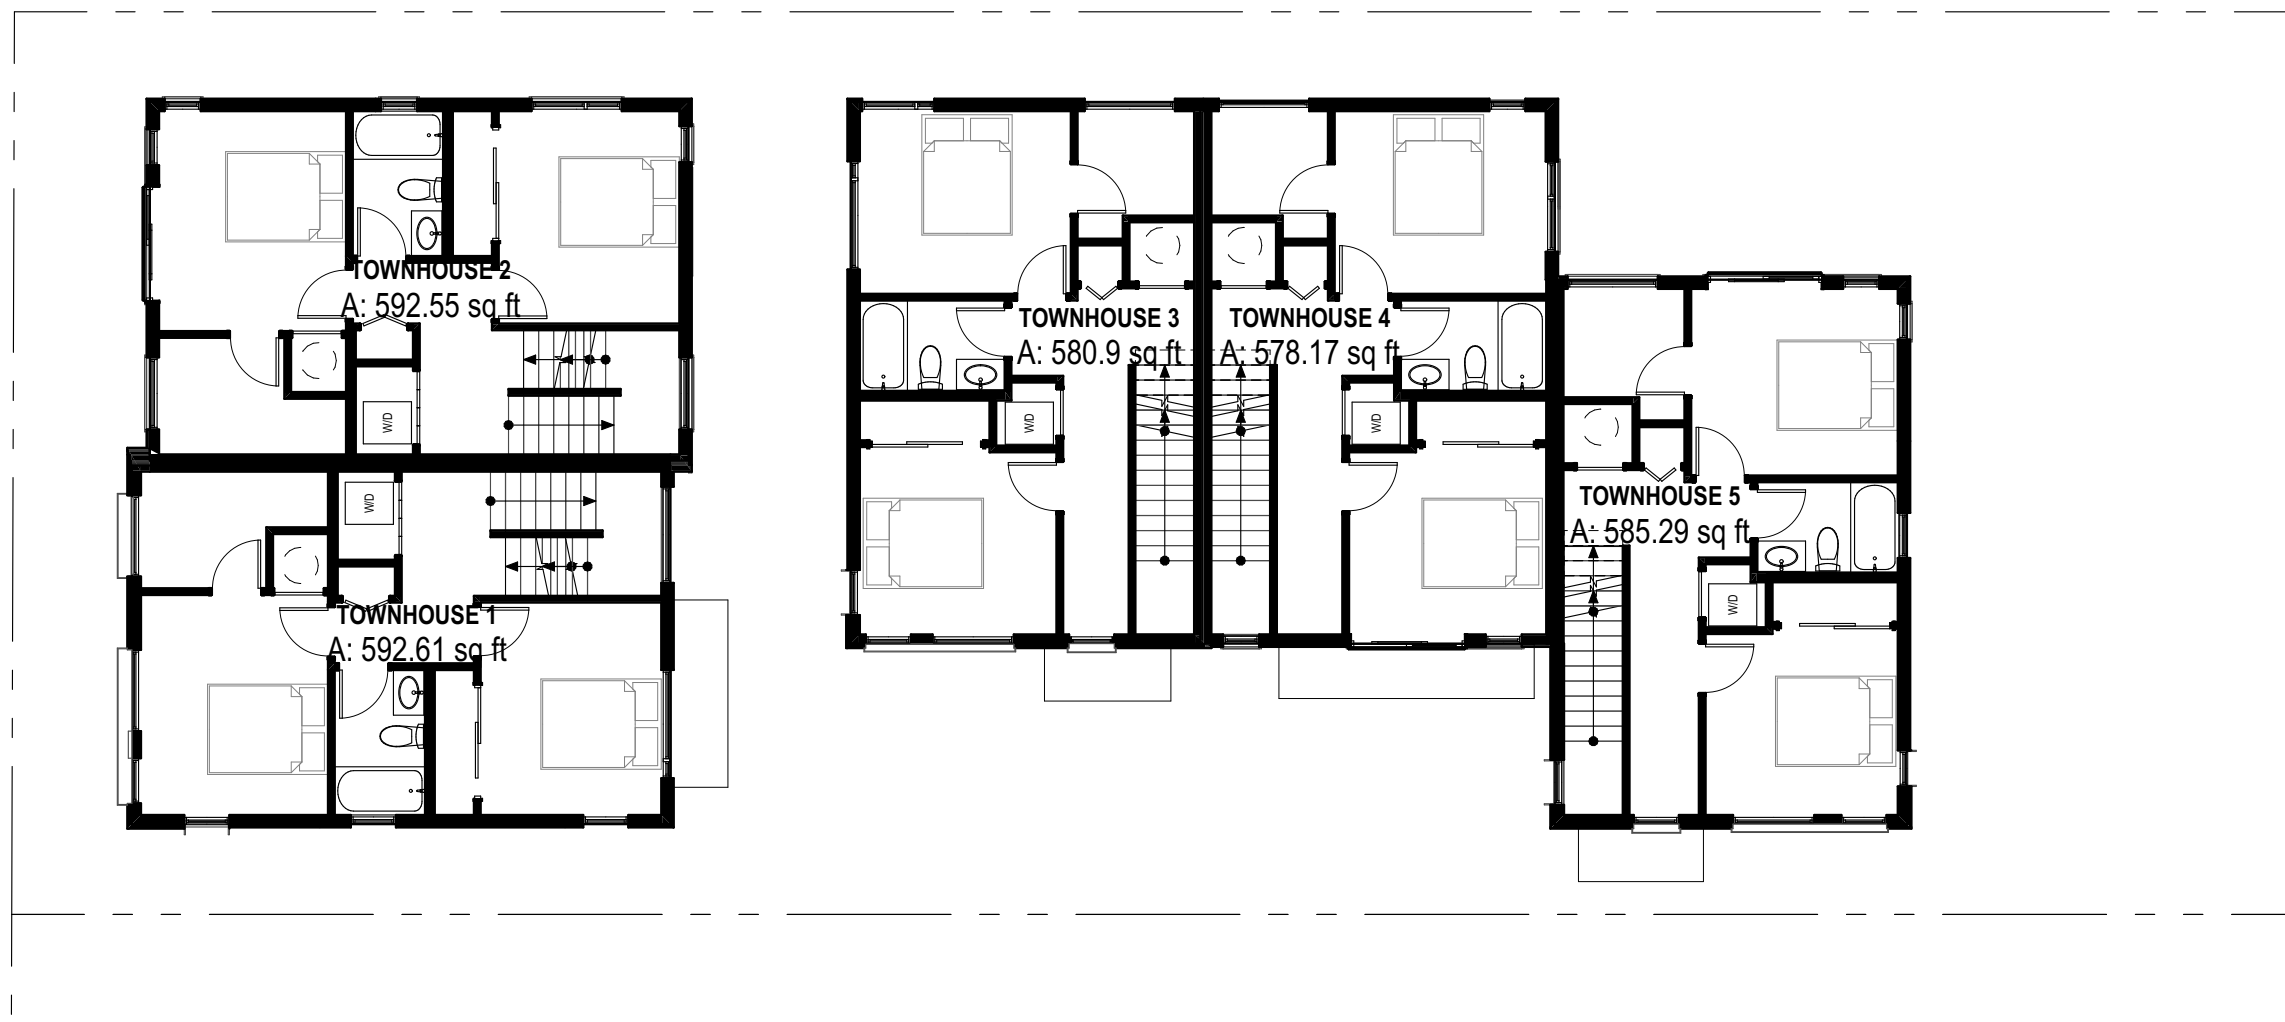 TOWNHOUSE 2
A: 592.55 sq ft
W/D
W/D
TOWNHOUSE 1
A: 592.61 sq ft
TOWNHOUSE 3
A: 580.9 sq ft
W/D
TOWNHOUSE 4
A: 578.17 sq ft
W/D
TOWNHOUSE 5
A: 585.29 sq ft
W/D